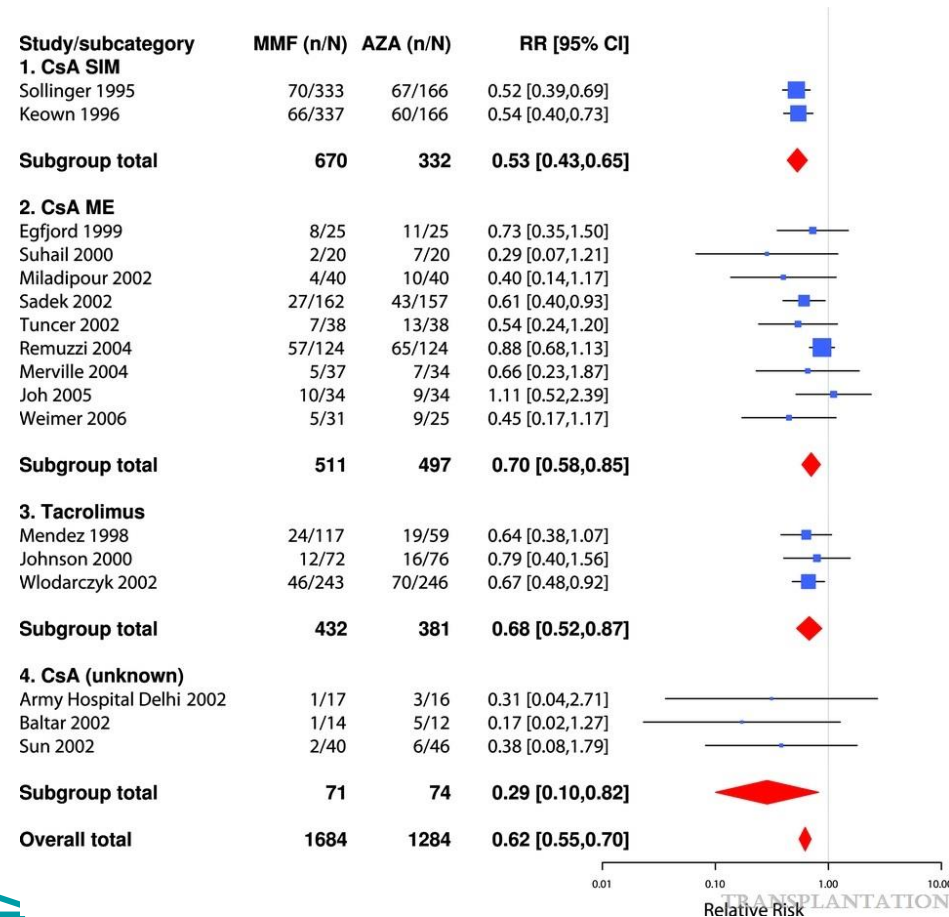 Study/subcategory MMF (n/N) AZA (n/N) RR [95% CI]
1. CsA SIM
Sollinger 1995 70/333 67/166 0.52 [0.39,0.69]
Keown 1996 66/337 60/166 0.54 [0.40,0.73]
Subgroup total 670 332 0.53 [0.43,0.65]
2. CsA ME
Egfjord 1999 8/25 11/25 0.73 [0.35,1.50]
Suhail 2000 2/20 7/20 0.29 [0.07,1.21]
Miladipour 2002 4/40 10/40 0.40 [0.14,1.17]
Sadek 2002 27/162 43/157 0.61 [0.40,0.93]
Tuncer 2002 7/38 13/38 0.54 [0.24,1.20]
Remuzzi 2004 57/124 65/124 0.88 [0.68,1.13]
Merville 2004 5/37 7/34 0.66 [0.23,1.87]
Joh 2005 10/34 9/34 1.11 [0.52,2.39]
Weimer 2006 5/31 9/25 0.45 [0.17,1.17]
Subgroup total 511 497 0.70 [0.58,0.85]
3. Tacrolimus
Mendez 1998 24/117 19/59 0.64 [0.38,1.07]
Johnson 2000 12/72 16/76 0.79 [0.40,1.56]
Wlodarczyk 2002 46/243 70/246 0.67 [0.48,0.92]
Subgroup total 432 381 0.68 [0.52,0.87]
4. CsA (unknown)
Army Hospital Delhi 2002 1/17 3/16 0.31 [0.04,2.71]
Baltar 2002 1/14 5/12 0.17 [0.02,1.27]
Sun 2002 2/40 6/46 0.38 [0.08,1.79]
Subgroup total 71 74 0.29 [0.10,0.82]
Overall total 1684 1284 0.62 [0.55,0.70]
0.01 0.10 1.00 10.00
TRANSPLANTATION
Relative Risk